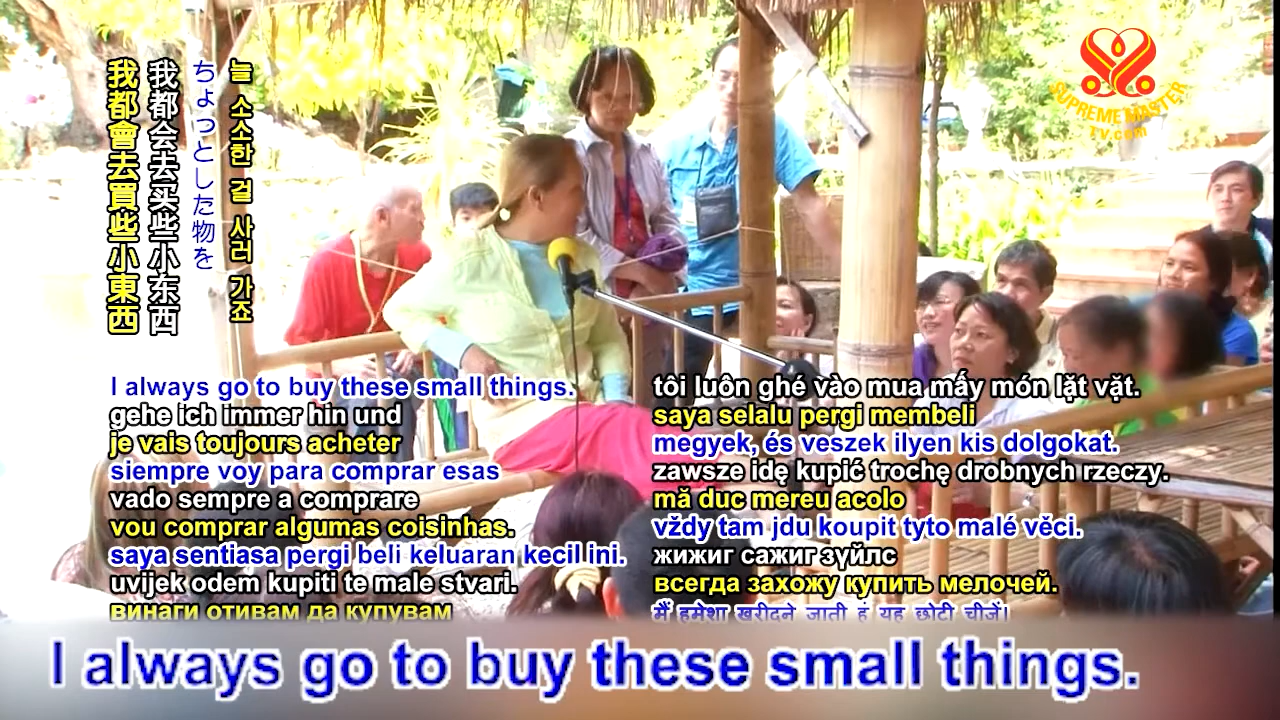 늘 소소한 걸 사러 가죠
ちょっとした物を
我都会去买些小东西
我都會去買些小東西
SUPREME MASTER
TV.com
I always go to buy these small things.
gehe ich immer hin und
je vais toujours acheter
siempre voy para comprar esas
vado sempre a comprare
vou comprar algumas coisinhas.
saya sentiasa pergi beli keluaran kecil ini.
uvijek odem kupiti te male stvari.
винаги отивам да купувам
tôi luôn ghé vào mua mấy món lặt vặt.
saya selalu pergi membeli
megyek, és veszek ilyen kis dolgokat.
zawsze idę kupić trochę drobnych rzeczy.
mă duc mereu acolo
vždy tam jdu koupit tyto malé věci.
жижиг сажиг зүйлс
всегда захожу купить мелочей.
मैं हमेशा खरीदने जाती हूं यह छोटी चीजें।
I always go to buy these small things.